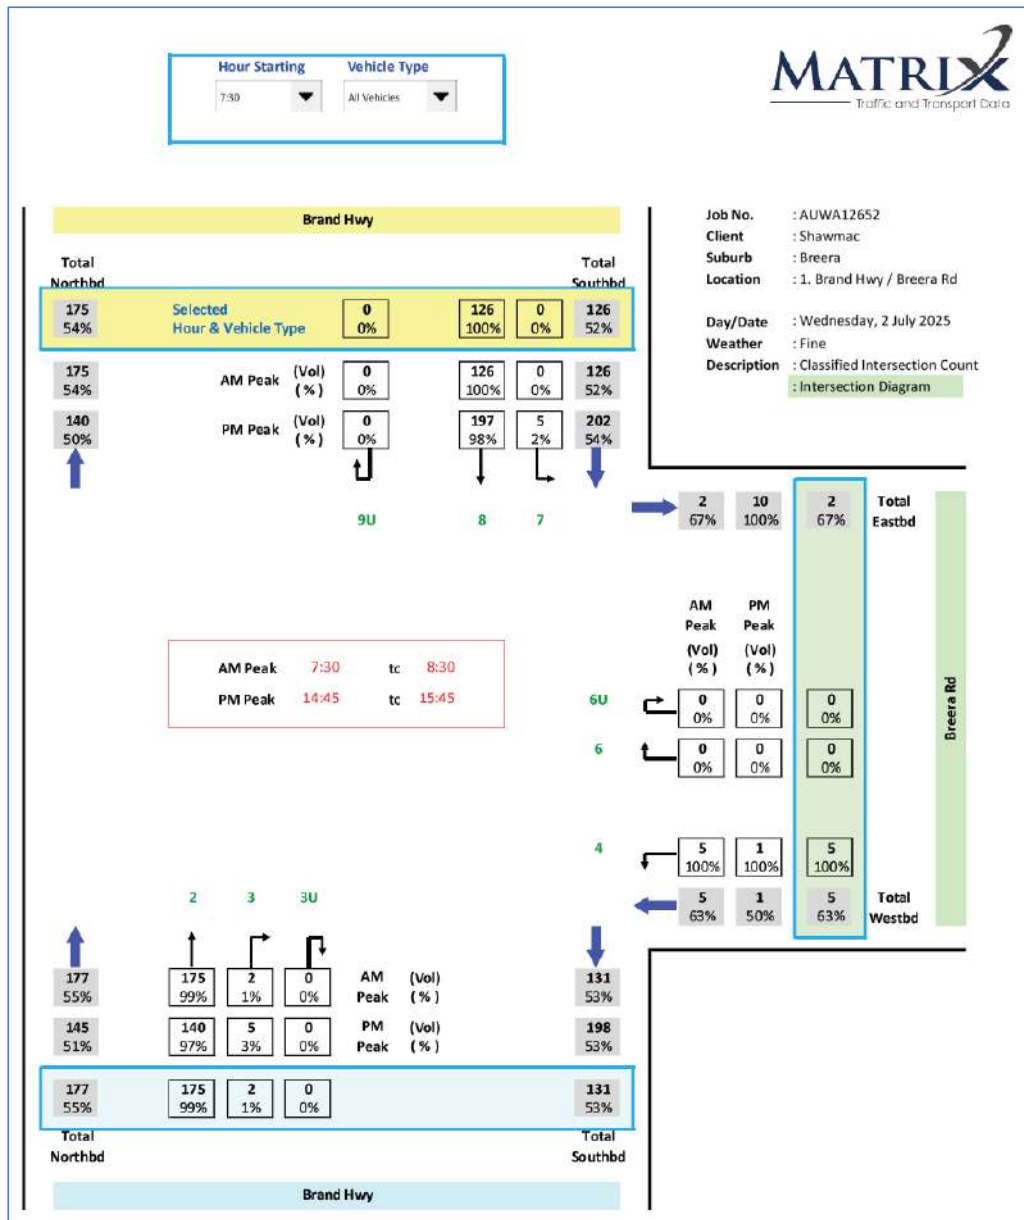 Hour Starting Vehicle Type
7:30 All Vehicles
MATRIX
Traffic and Transport Data
Brand Hwy
Job No. : AUWA12652
Client : Shawmac
Suburb : Breera
Location : 1. Brand Hwy / Breera Rd
Day/Date : Wednesday, 2 July 2025
Weather : Fine
Description : Classified Intersection Count
: Intersection Diagram
Total Total
Northbd Southbd
175 Selected 0 126 0 126
54% Hour & Vehicle Type 0% 100% 0% 52%
175 AM Peak (Vol) 0 126 0 126
54% (%) 0% 100% 0% 52%
140 PM Peak (Vol) 0 197 5 202
50% (%) 0% 98% 2% 54%
9U 8 7
2 10 2 Total
67% 100% 67% Eastbd
AM PM
Peak Peak
(Vol) (Vol)
(%) (%)
AM Peak 7:30 tc 8:30
PM Peak 14:45 tc 15:45
6U 0 0 0
0% 0% 0%
6 0 0 0
0% 0% 0%
Breera Rd
4 5 1 5
100% 100% 100%
5 1 5 Total
63% 50% 63% Westbd
2 3 3U
177 175 2 0 AM (Vol) 131
55% 99% 1% 0% Peak (%) 53%
145 140 5 0 PM (Vol) 198
51% 97% 3% 0% Peak (%) 53%
177 175 2 0 131
55% 99% 1% 0% 53%
Total Total
Northbd Southbd
Brand Hwy